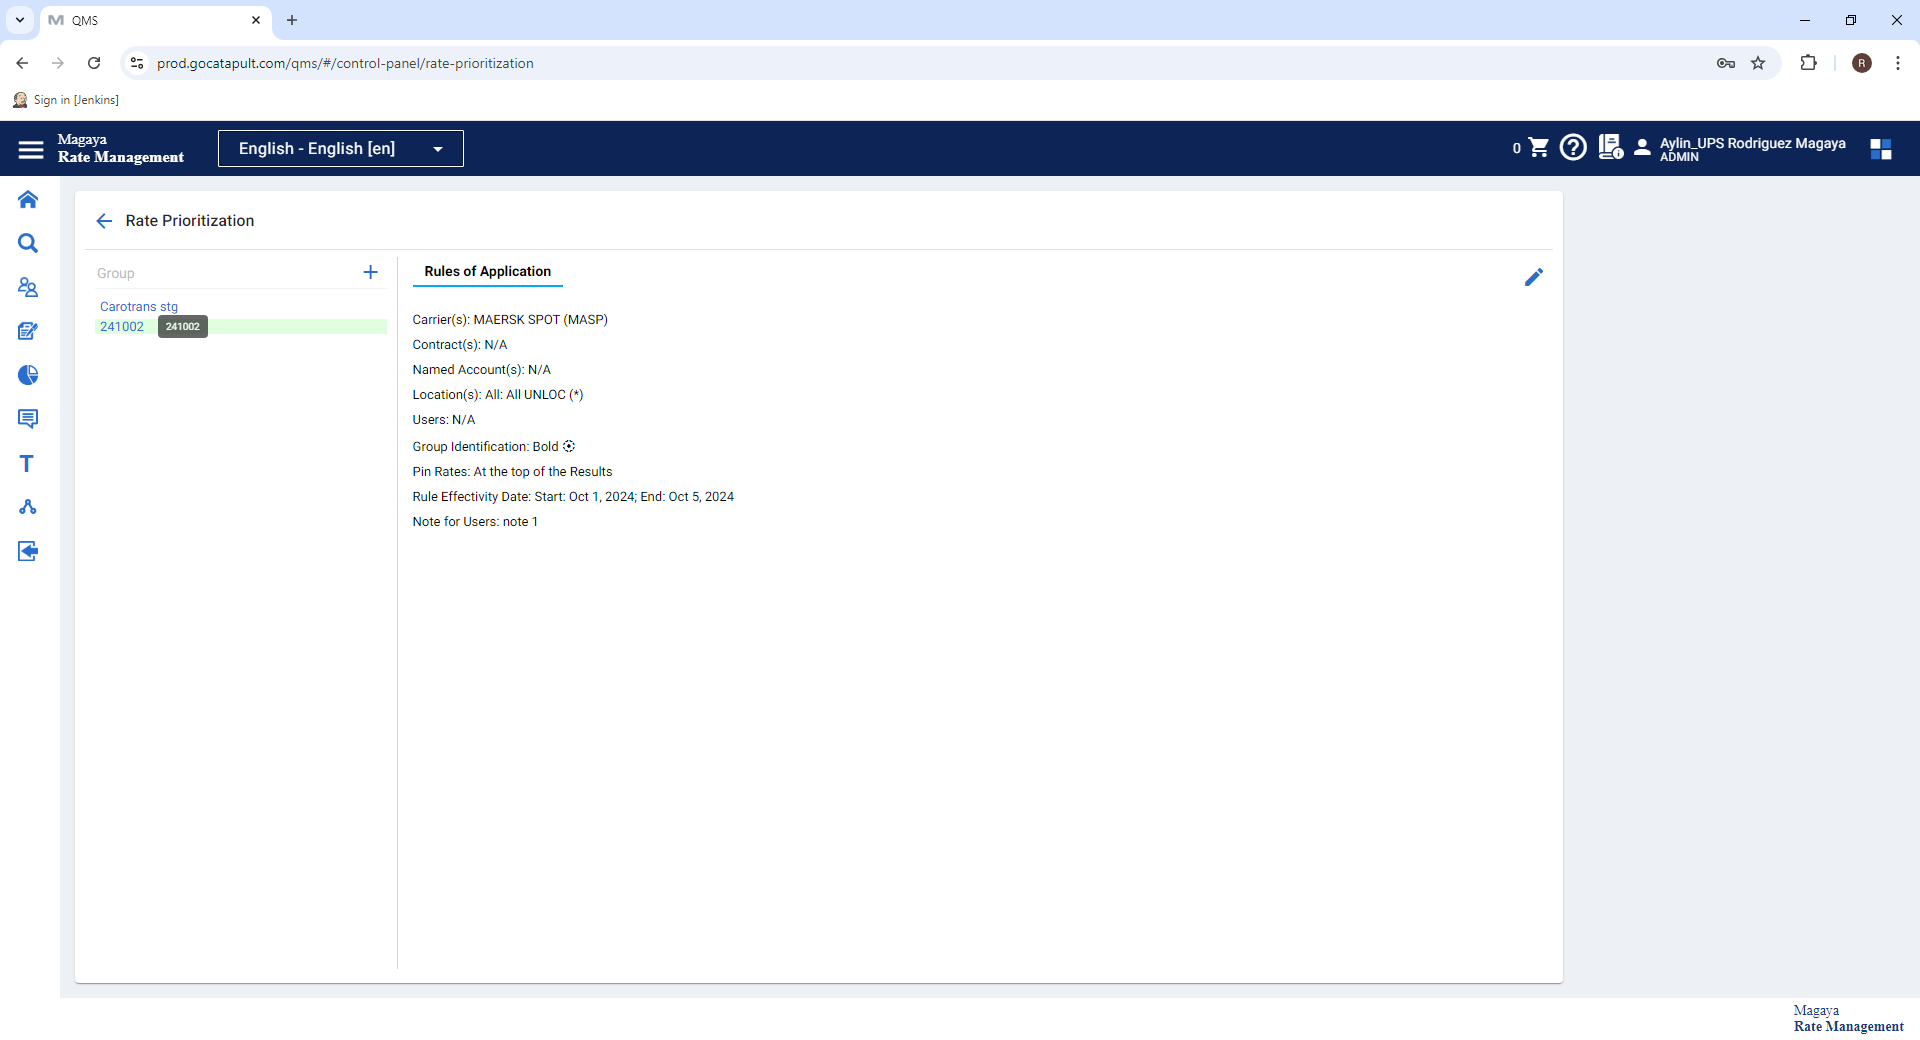 QMS
prod.gocatapult.com/qms/#/control-panel/rate-prioritization
R
Sign in [Jenkins]
Magaya
Rate Management
English - English [en]
0
Aylin_UPS Rodriguez Magaya
ADMIN
Rate Prioritization
Group
Carotrans stg
241002
241002
Rules of Application
Carrier(s): MAERSK SPOT (MASP)
Contract(s): N/A
Named Account(s): N/A
Location(s): All: All UNLOC (*)
Users: N/A
Group Identification: Bold
Pin Rates: At the top of the Results
Rule Effectivity Date: Start: Oct 1, 2024; End: Oct 5, 2024
Note for Users: note 1
Magaya
Rate Management